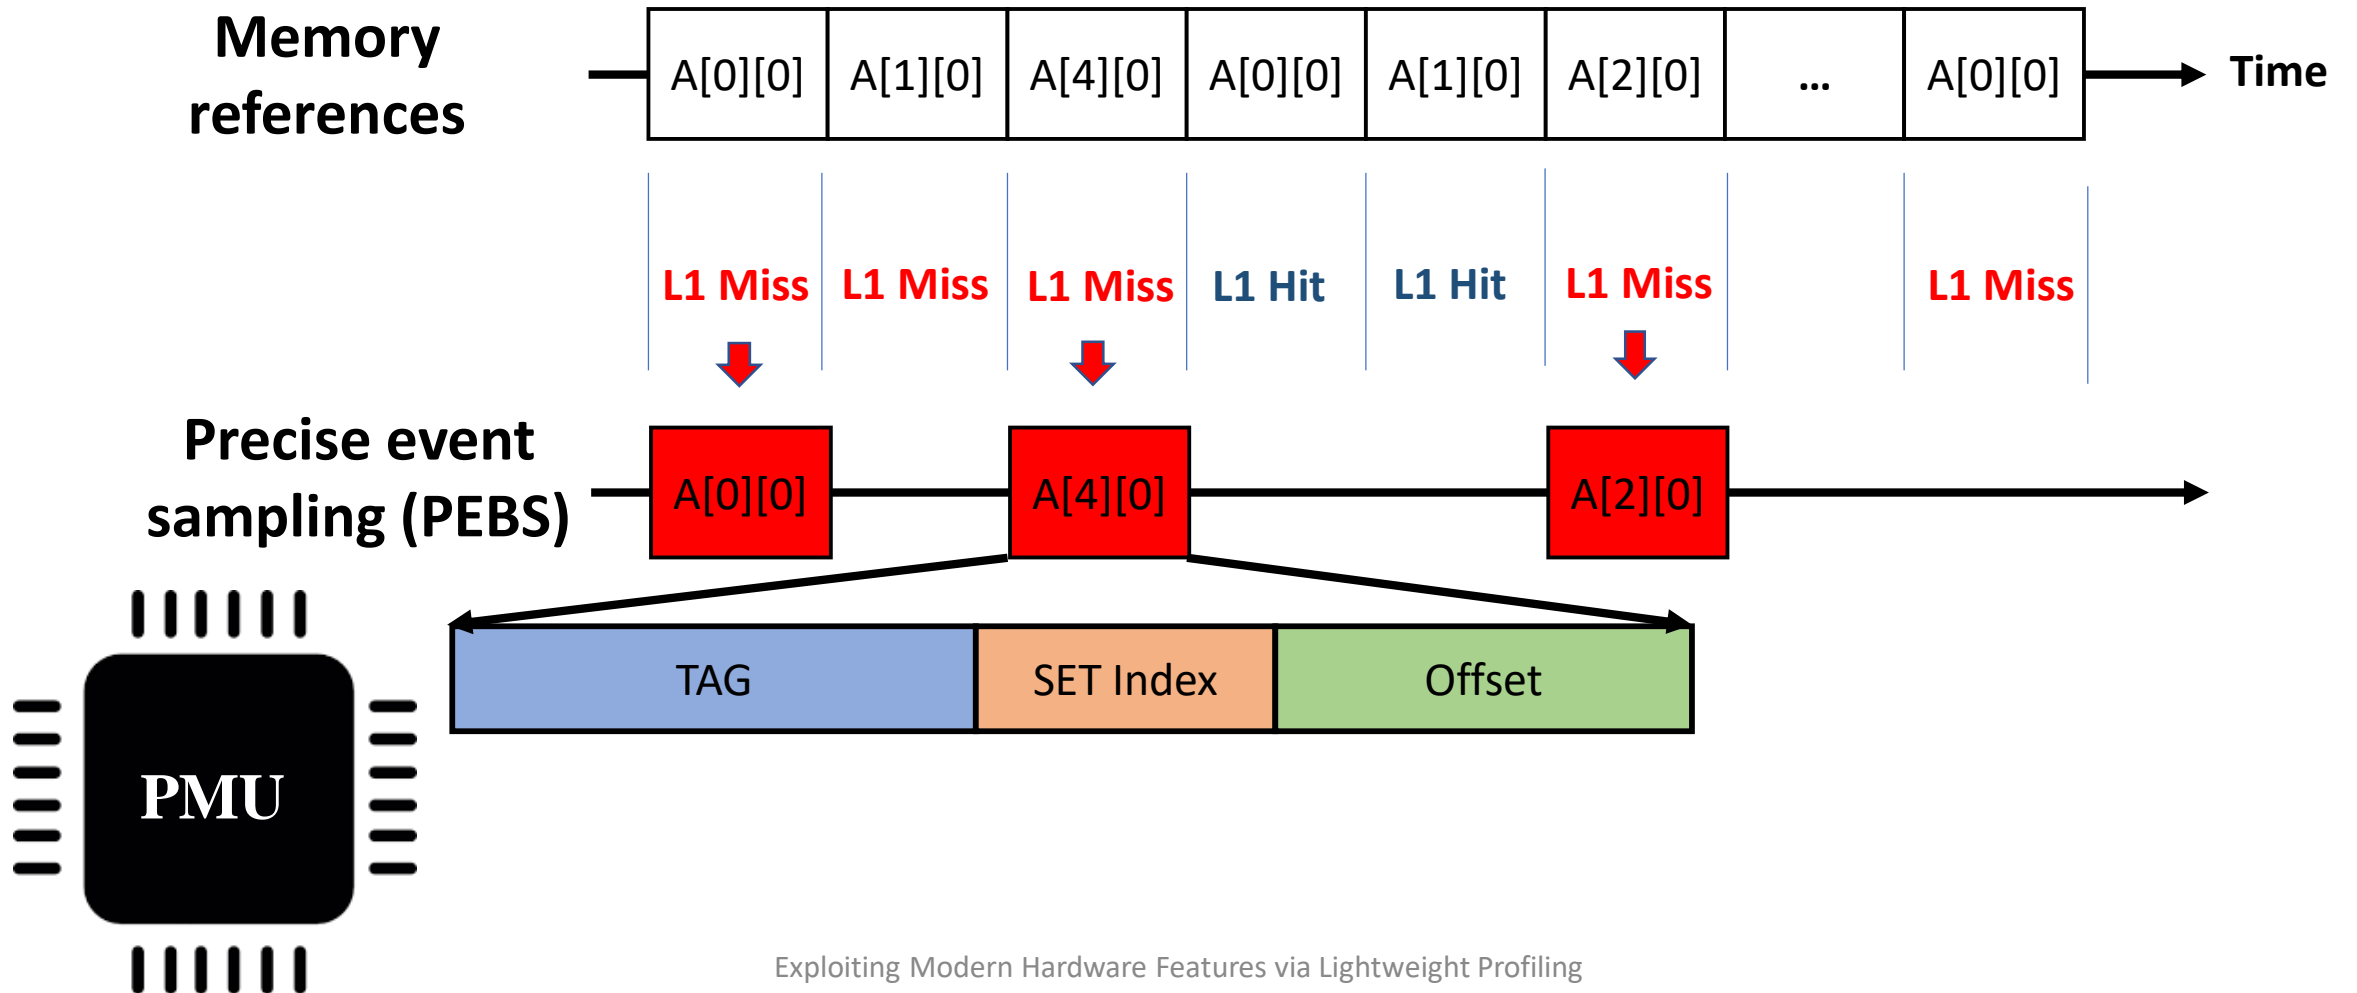 Memory
references
A[0][0] A[1][0] A[4][0] A[0][0] A[1][0] A[2][0] ... A[0][0] Time
L1 Miss L1 Miss L1 Miss L1 Hit L1 Hit L1 Miss L1 Miss
Precise event
sampling (PEBS)
A[0][0] A[4][0] A[2][0]
TAG SET Index Offset
PMU
Exploiting Modern Hardware Features via Lightweight Profiling